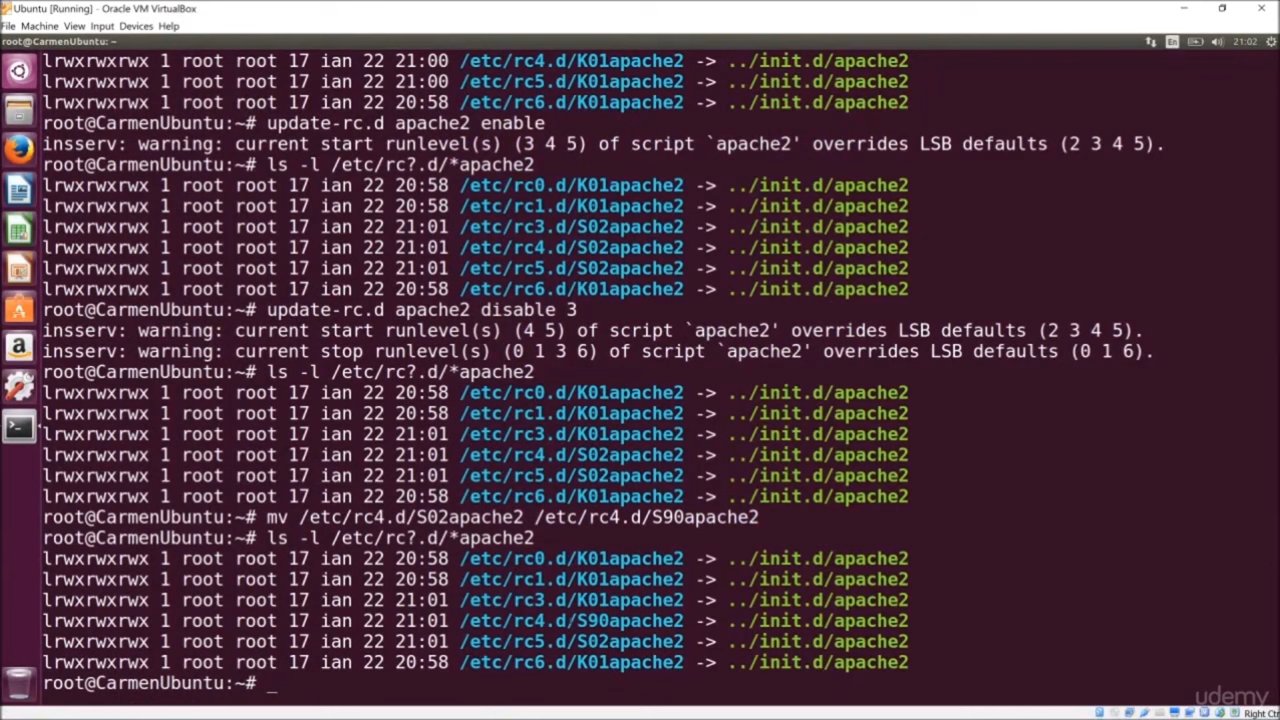 Ubuntu [Running] - Oracle VM VirtualBox
File Machine View Input Devices Help
root@CarmenUbuntu: ~ En 21:02
lrwxrwxrwx 1 root root 17 ian 22 21:00 /etc/rc4.d/K01apache2 -> ../init.d/apache2
lrwxrwxrwx 1 root root 17 ian 22 21:00 /etc/rc5.d/K01apache2 -> ../init.d/apache2
lrwxrwxrwx 1 root root 17 ian 22 20:58 /etc/rc6.d/K01apache2 -> ../init.d/apache2
root@CarmenUbuntu:~# update-rc.d apache2 enable
insserv: warning: current start runlevel(s) (3 4 5) of script `apache2' overrides LSB defaults (2 3 4 5).
root@CarmenUbuntu:~# ls -l /etc/rc?.d/*apache2
lrwxrwxrwx 1 root root 17 ian 22 20:58 /etc/rc0.d/K01apache2 -> ../init.d/apache2
lrwxrwxrwx 1 root root 17 ian 22 20:58 /etc/rc1.d/K01apache2 -> ../init.d/apache2
lrwxrwxrwx 1 root root 17 ian 22 21:01 /etc/rc3.d/S02apache2 -> ../init.d/apache2
lrwxrwxrwx 1 root root 17 ian 22 21:01 /etc/rc4.d/S02apache2 -> ../init.d/apache2
lrwxrwxrwx 1 root root 17 ian 22 21:01 /etc/rc5.d/S02apache2 -> ../init.d/apache2
lrwxrwxrwx 1 root root 17 ian 22 20:58 /etc/rc6.d/K01apache2 -> ../init.d/apache2
root@CarmenUbuntu:~# update-rc.d apache2 disable 3
insserv: warning: current start runlevel(s) (4 5) of script `apache2' overrides LSB defaults (2 3 4 5).
insserv: warning: current stop runlevel(s) (0 1 3 6) of script `apache2' overrides LSB defaults (0 1 6).
root@CarmenUbuntu:~# ls -l /etc/rc?.d/*apache2
lrwxrwxrwx 1 root root 17 ian 22 20:58 /etc/rc0.d/K01apache2 -> ../init.d/apache2
lrwxrwxrwx 1 root root 17 ian 22 20:58 /etc/rc1.d/K01apache2 -> ../init.d/apache2
lrwxrwxrwx 1 root root 17 ian 22 21:01 /etc/rc3.d/K01apache2 -> ../init.d/apache2
lrwxrwxrwx 1 root root 17 ian 22 21:01 /etc/rc4.d/S02apache2 -> ../init.d/apache2
lrwxrwxrwx 1 root root 17 ian 22 21:01 /etc/rc5.d/S02apache2 -> ../init.d/apache2
lrwxrwxrwx 1 root root 17 ian 22 20:58 /etc/rc6.d/K01apache2 -> ../init.d/apache2
root@CarmenUbuntu:~# mv /etc/rc4.d/S02apache2 /etc/rc4.d/S90apache2
root@CarmenUbuntu:~# ls -l /etc/rc?.d/*apache2
lrwxrwxrwx 1 root root 17 ian 22 20:58 /etc/rc0.d/K01apache2 -> ../init.d/apache2
lrwxrwxrwx 1 root root 17 ian 22 20:58 /etc/rc1.d/K01apache2 -> ../init.d/apache2
lrwxrwxrwx 1 root root 17 ian 22 21:01 /etc/rc3.d/K01apache2 -> ../init.d/apache2
lrwxrwxrwx 1 root root 17 ian 22 21:01 /etc/rc4.d/S90apache2 -> ../init.d/apache2
lrwxrwxrwx 1 root root 17 ian 22 21:01 /etc/rc5.d/S02apache2 -> ../init.d/apache2
lrwxrwxrwx 1 root root 17 ian 22 20:58 /etc/rc6.d/K01apache2 -> ../init.d/apache2
root@CarmenUbuntu:~# _
udemy
Right Ctr